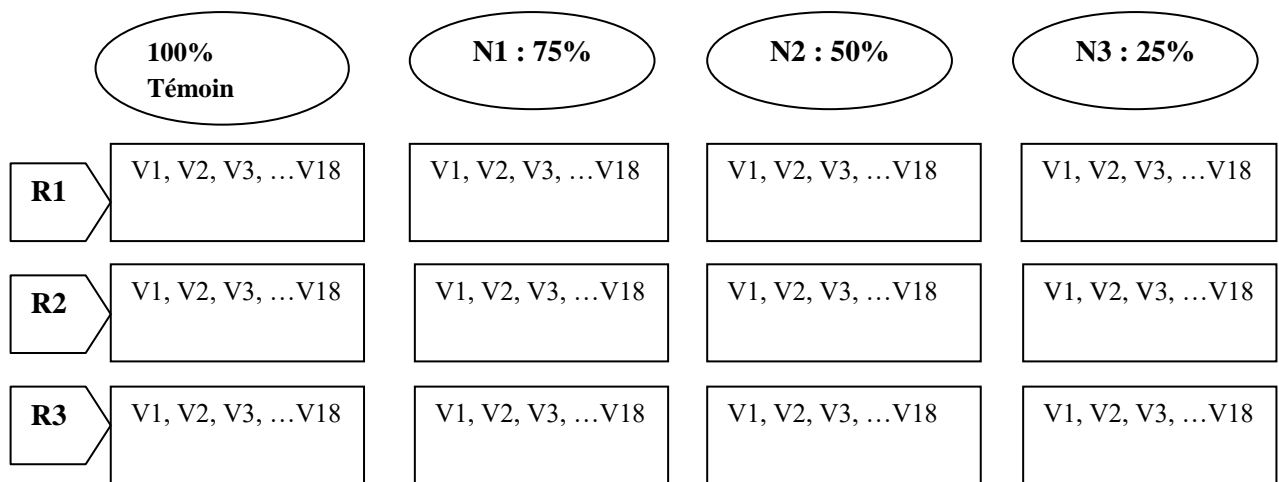 100%
Témoin
N1 : 75%
N2 : 50%
N3 : 25%
R1
V1, V2, V3, …V18
V1, V2, V3, …V18
V1, V2, V3, …V18
V1, V2, V3, …V18
R2
V1, V2, V3, …V18
V1, V2, V3, …V18
V1, V2, V3, …V18
V1, V2, V3, …V18
R3
V1, V2, V3, …V18
V1, V2, V3, …V18
V1, V2, V3, …V18
V1, V2, V3, …V18